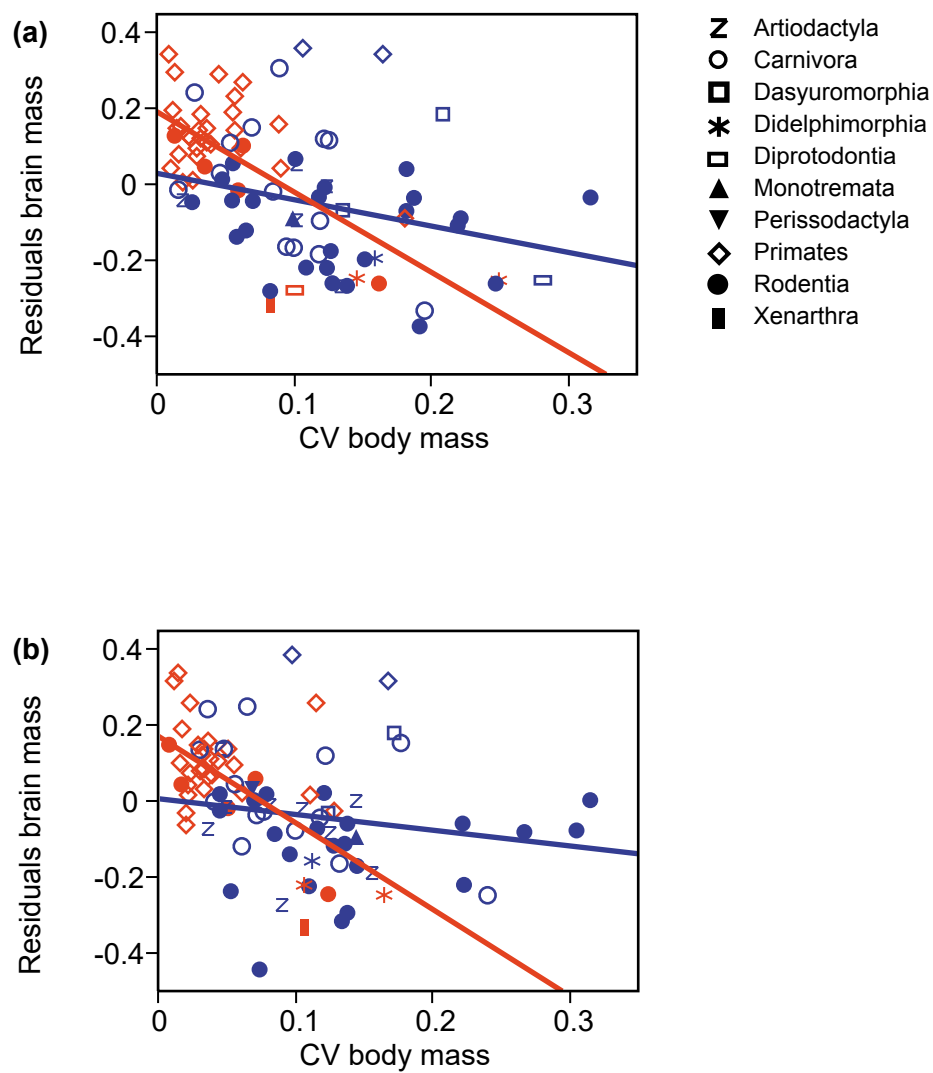 (a)
Residuals brain mass
0.4
0.2
0
-0.2
-0.4
0
0.1
0.2
0.3
CV body mass
Artiodactyla
Carnivora
Dasyuromorphia
Didelphimorphia
Diprotodontia
Monotremata
Perissodactyla
Primates
Rodentia
Xenarthra
(b)
Residuals brain mass
0.4
0.2
0
-0.2
-0.4
0
0.1
0.2
0.3
CV body mass